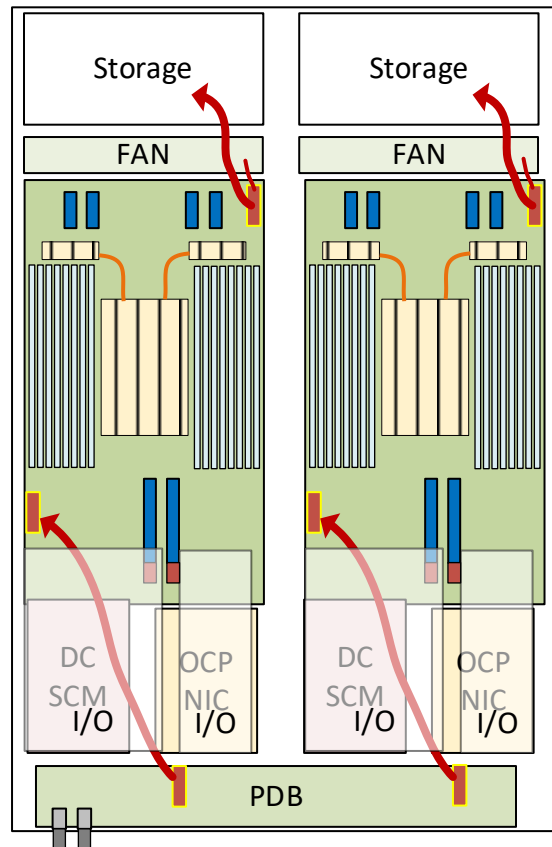 Storage
Storage
FAN
FAN
DC
SCM
I/O
OCP
NIC
I/O
DC
SCM
I/O
OCP
NIC
I/O
PDB